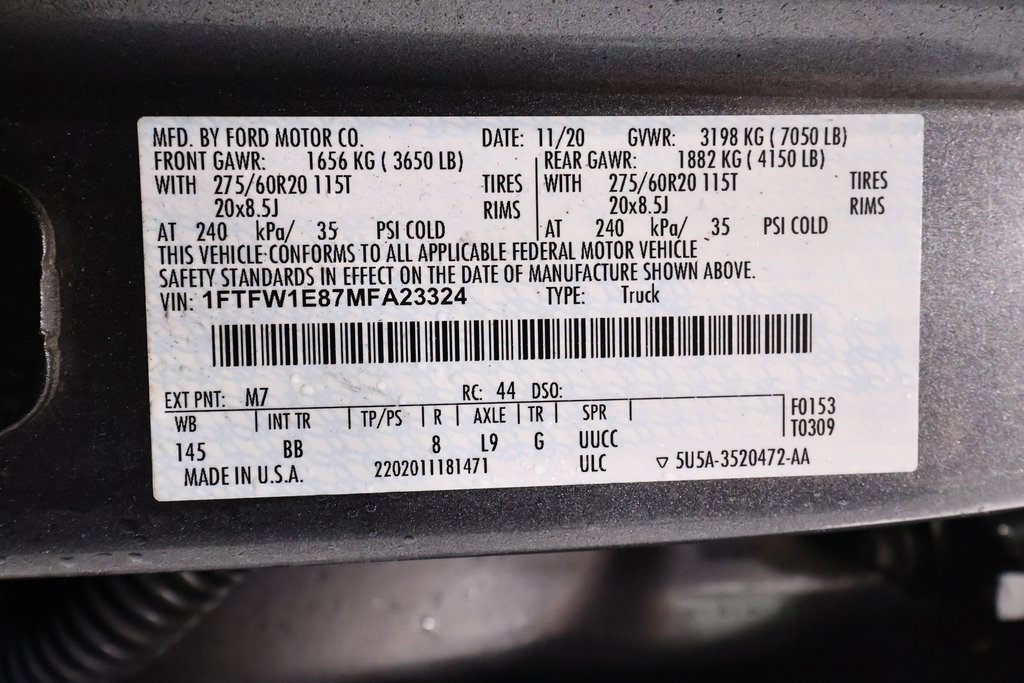 MFD. BY FORD MOTOR CO. DATE: 11/20 GVWR: 3198 KG ( 7050 LB)
FRONT GAWR: 1656 KG ( 3650 LB) REAR GAWR: 1882 KG ( 4150 LB)
WITH 275/60R20 115T TIRES WITH 275/60R20 115T TIRES
20x8.5J RIMS 20x8.5J RIMS
AT 240 kPa/ 35 PSI COLD AT 240 kPa/ 35 PSI COLD
THIS VEHICLE CONFORMS TO ALL APPLICABLE FEDERAL MOTOR VEHICLE
SAFETY STANDARDS IN EFFECT ON THE DATE OF MANUFACTURE SHOWN ABOVE.
VIN: 1FTFW1E87MFA23324 TYPE: Truck
EXT PNT: M7 RC: 44 DSO:
WB INT TR TP/PS R AXLE TR SPR F0153
T0309
145 BB 8 L9 G UUCC
MADE IN U.S.A. 2202011181471 ULC ▽ 5U5A-3520472-AA